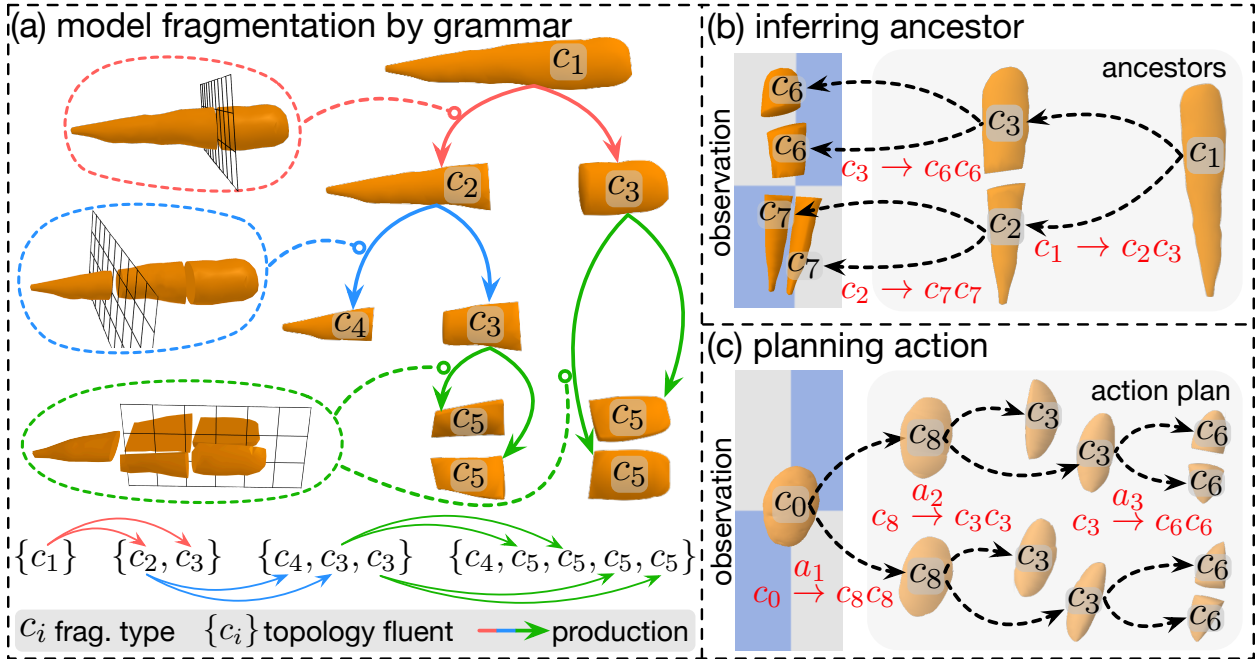 (a) model fragmentation by grammar
c₁
c₂
c₃
c₄
c₃
c₅
c₅
c₅
c₅
{c₁} {c₂, c₃} {c₄, c₃, c₃} {c₄, c₅, c₅, c₅, c₅}
cᵢ frag. type {cᵢ} topology fluent production
(b) inferring ancestor
observation
ancestors
c₆
c₆
c₃
c₁
c₃ → c₆c₆
c₇
c₇
c₂
c₁ → c₂c₃
c₂ → c₇c₇
(c) planning action
observation
action plan
c₀
c₈
c₃
c₃
c₆
c₆
a₂
c₈ → c₃c₃
a₃
c₃ → c₆c₆
a₁
c₀ → c₈c₈
c₈
c₃
c₃
c₆
c₆